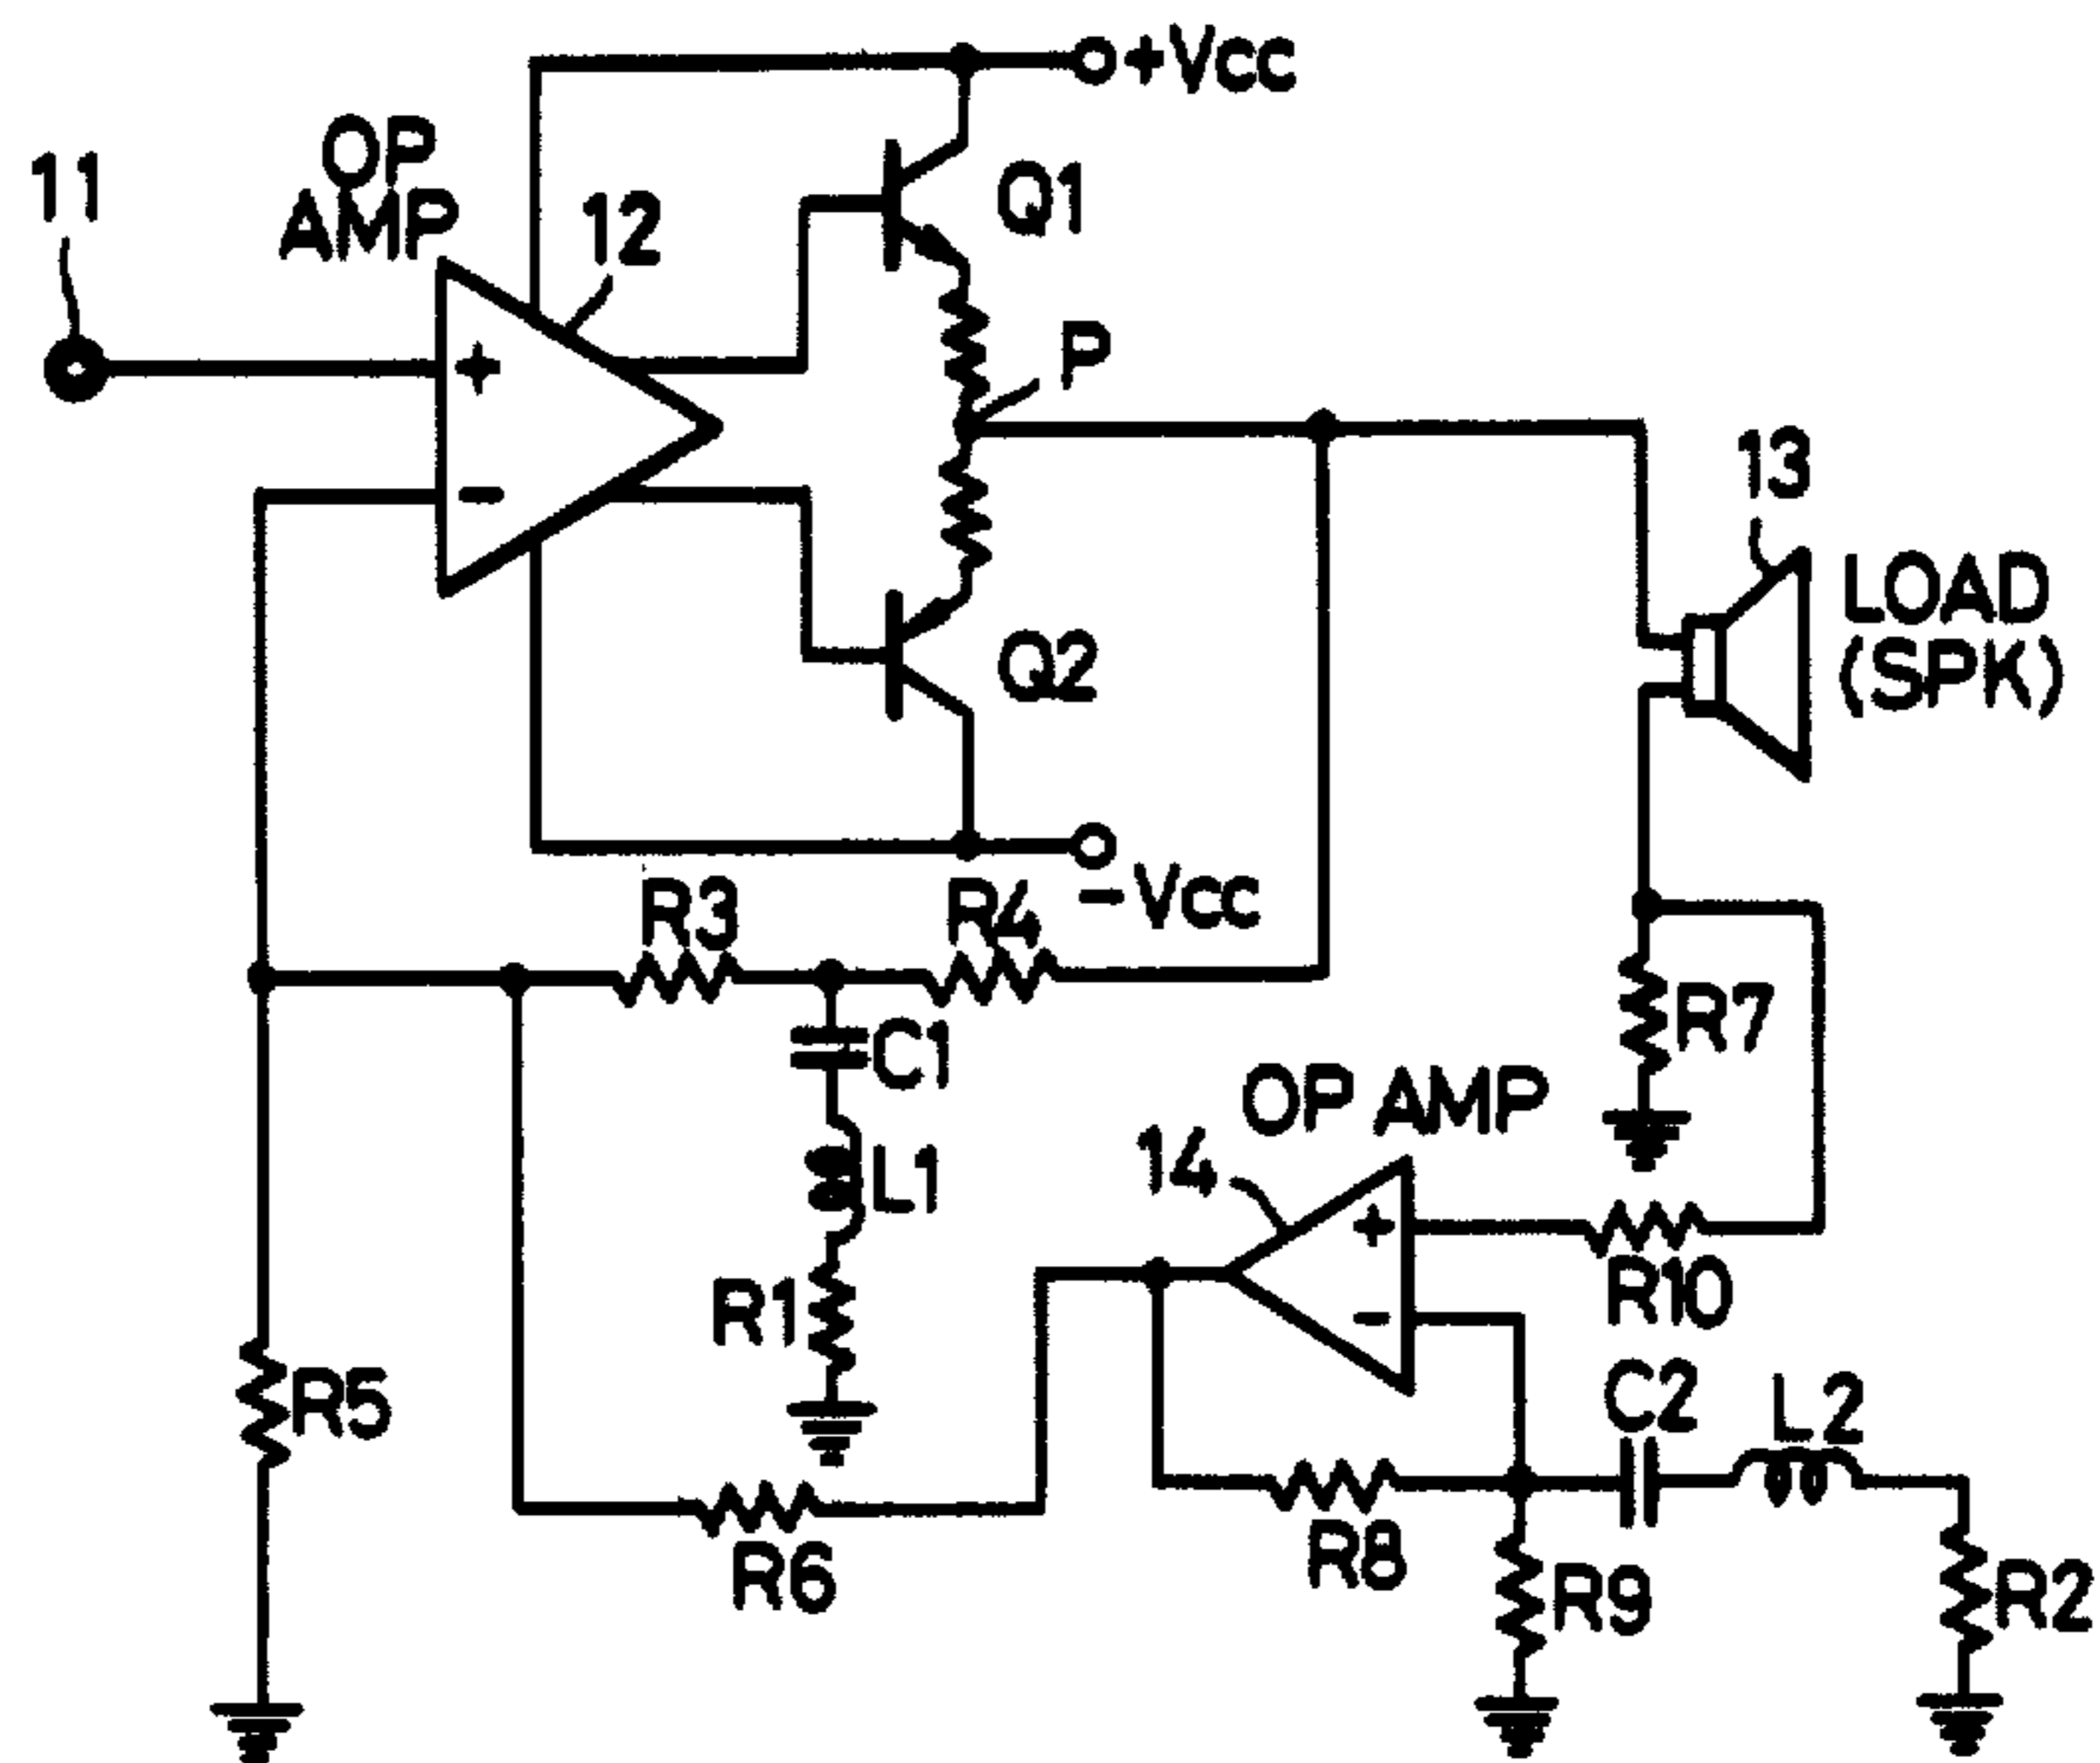 +Vcc
OP
AMP
11
12
Q1
P
+
-
13
LOAD
(SPK)
Q2
-Vcc
R3
R4
C1
R7
OP AMP
14
L1
+
R10
R1
-
C2
L2
R5
R8
R6
R9
R2